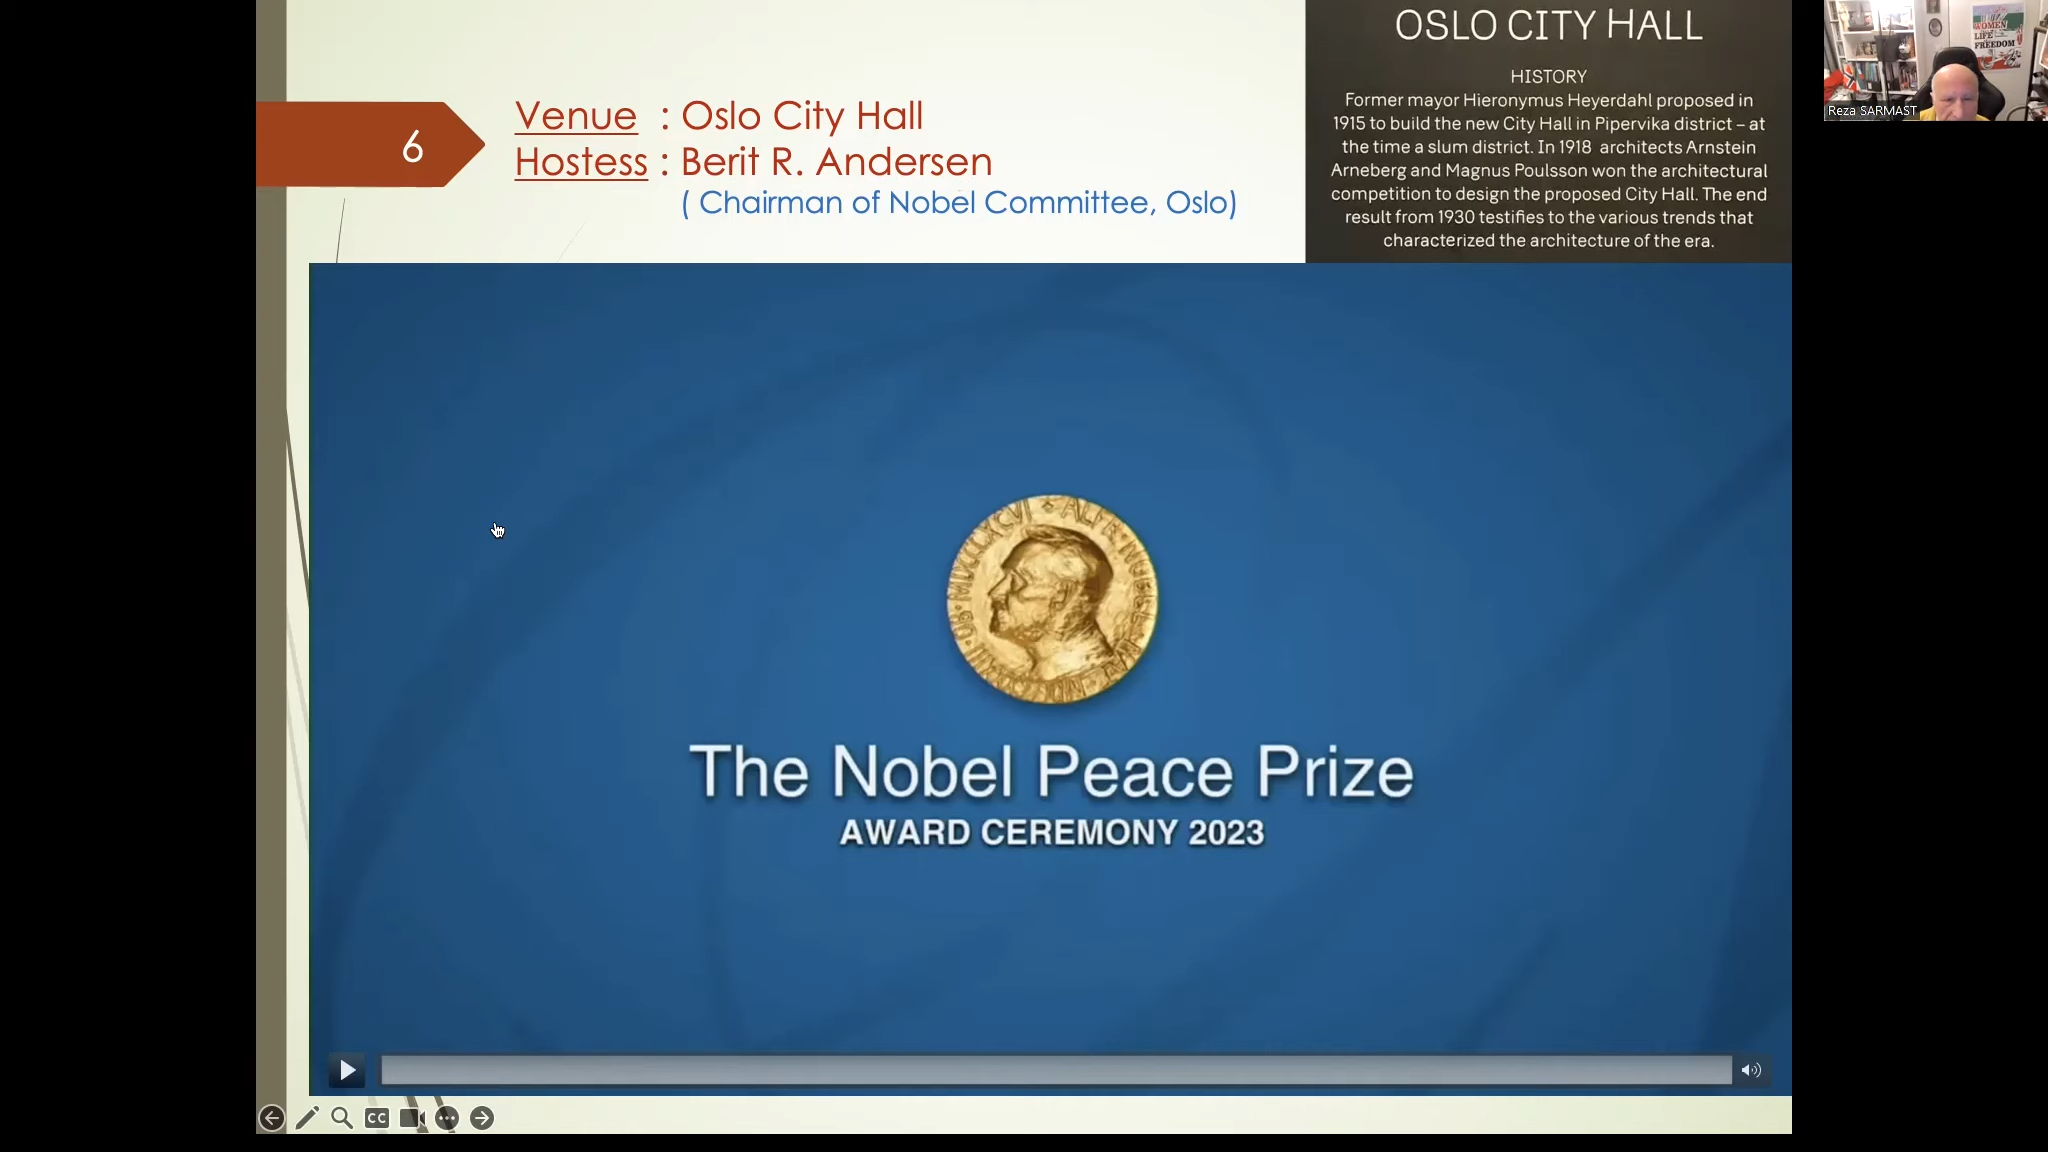 6
Venue : Oslo City Hall
Hostess : Berit R. Andersen
( Chairman of Nobel Committee, Oslo)
OSLO CITY HALL
HISTORY
Former mayor Hieronymus Heyerdahl proposed in
1915 to build the new City Hall in Pipervika district – at
the time a slum district. In 1918 architects Arnstein
Arneberg and Magnus Poulsson won the architectural
competition to design the proposed City Hall. The end
result from 1930 testifies to the various trends that
characterized the architecture of the era.
WOMEN
LIFE
FREEDOM
Reza SARMAST
The Nobel Peace Prize
AWARD CEREMONY 2023
CC